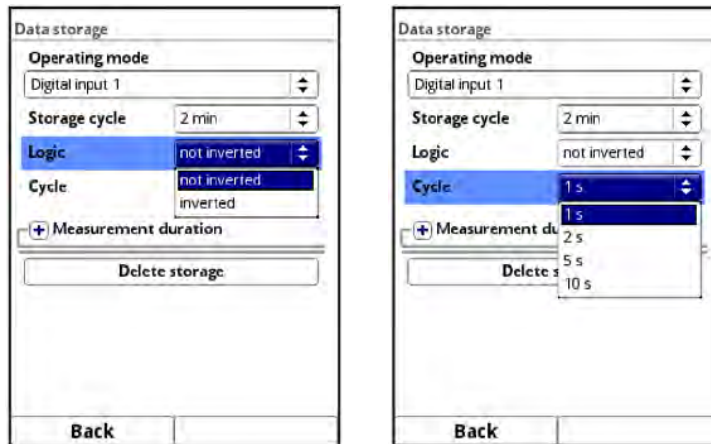 Data storage
Operating mode
Digital input 1
Storage cycle 2 min
Logic not inverted
not inverted
Cycle
inverted
Measurement duration
Delete storage
Back
Data storage
Operating mode
Digital input 1
Storage cycle 2 min
Logic not inverted
Cycle 1 s
1 s
Measurement du
2 s
5 s
Delete s
10 s
Back